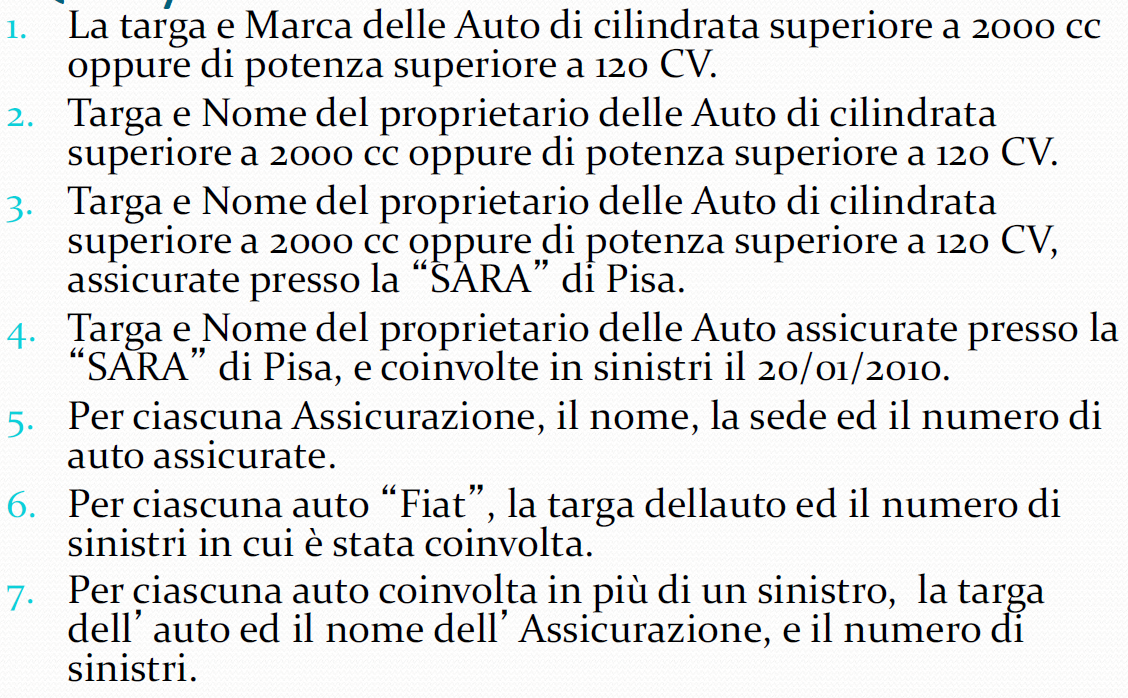 1. La targa e Marca delle Auto di cilindrata superiore a 2000 cc
oppure di potenza superiore a 120 CV.
2. Targa e Nome del proprietario delle Auto di cilindrata
superiore a 2000 cc oppure di potenza superiore a 120 CV.
3. Targa e Nome del proprietario delle Auto di cilindrata
superiore a 2000 cc oppure di potenza superiore a 120 CV,
assicurate presso la “SARA” di Pisa.
4. Targa e Nome del proprietario delle Auto assicurate presso la
“SARA” di Pisa, e coinvolte in sinistri il 20/01/2010.
5. Per ciascuna Assicurazione, il nome, la sede ed il numero di
auto assicurate.
6. Per ciascuna auto “Fiat”, la targa dellauto ed il numero di
sinistri in cui è stata coinvolta.
7. Per ciascuna auto coinvolta in più di un sinistro, la targa
dell’ auto ed il nome dell’ Assicurazione, e il numero di
sinistri.